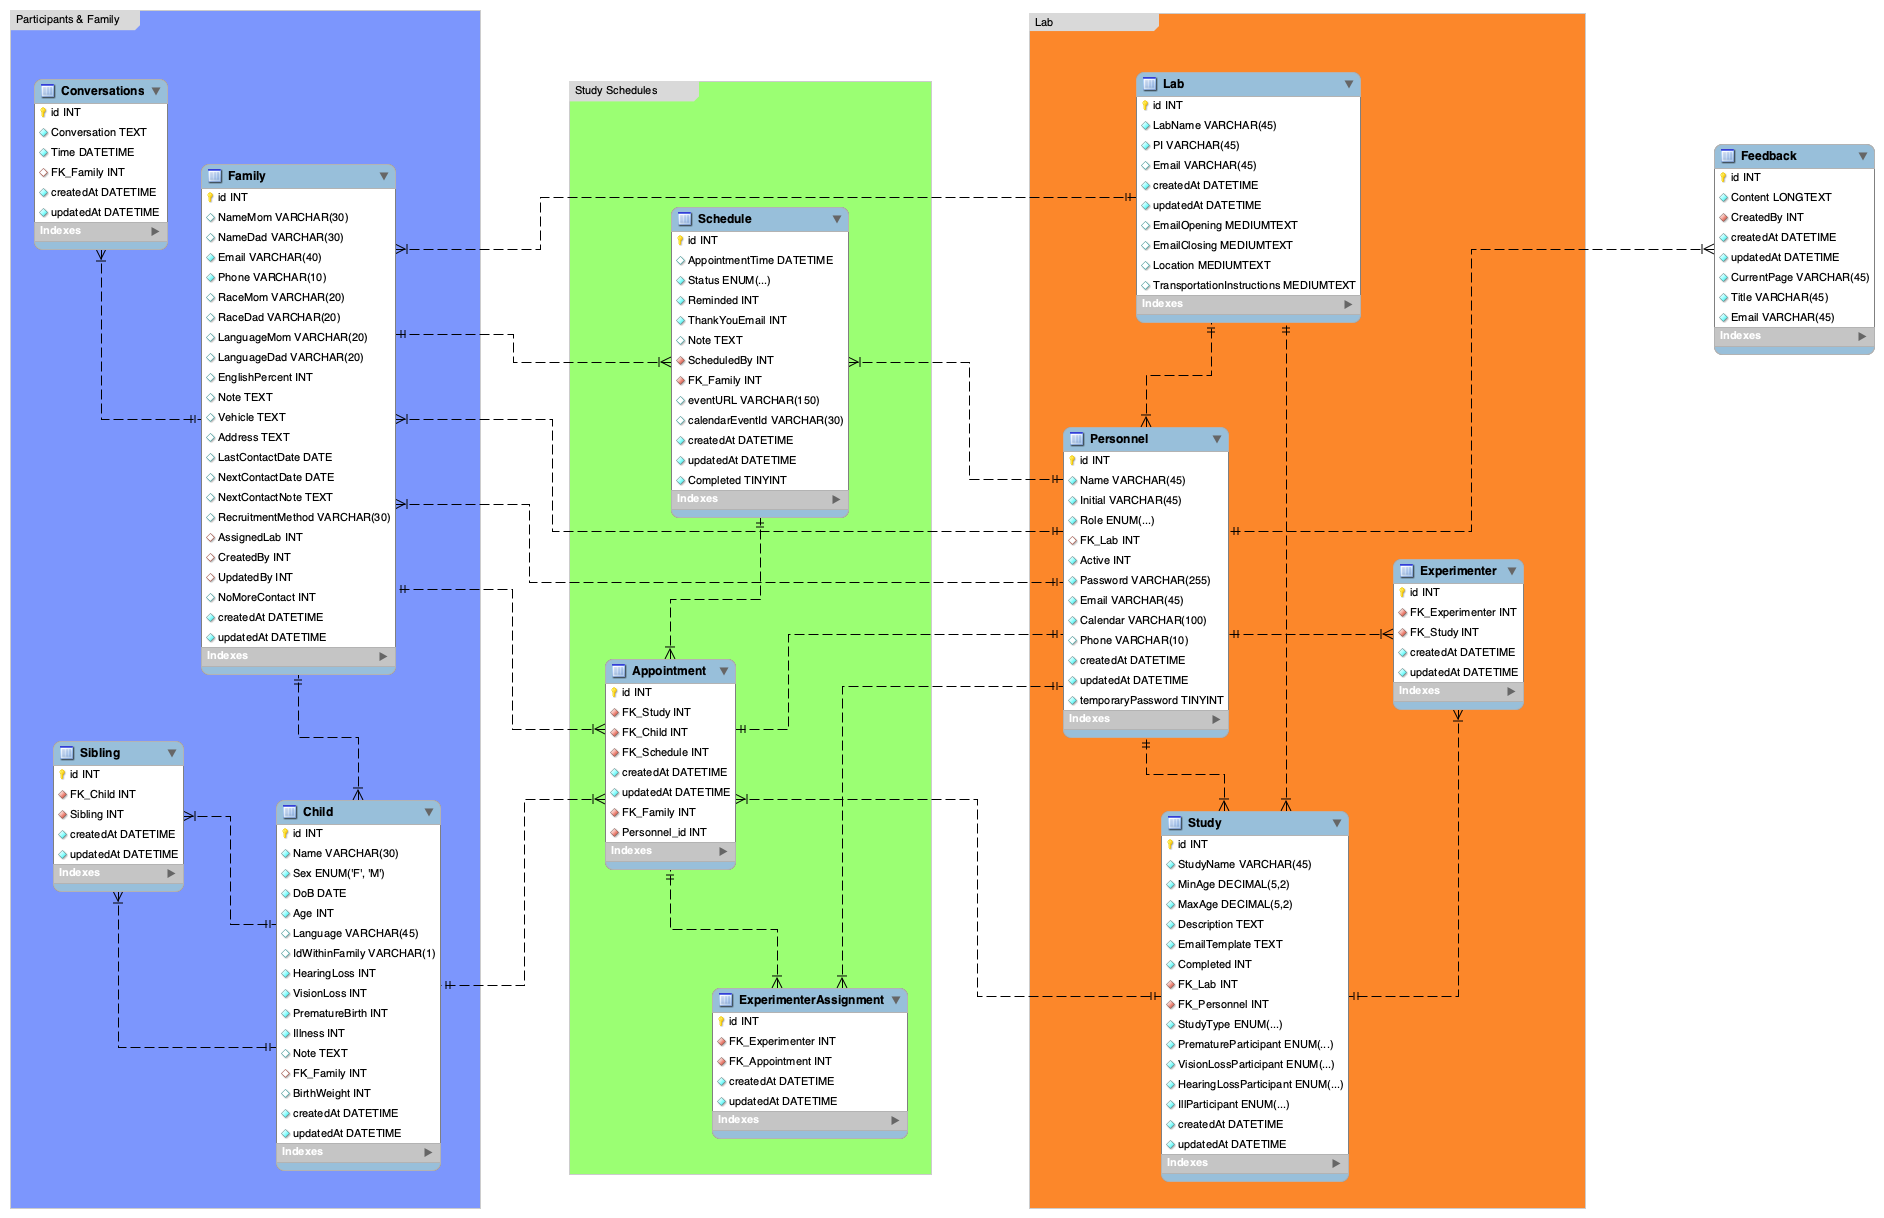 Participants & Family
Conversations
id INT
Conversation TEXT
Time DATETIME
FK_Family INT
createdAt DATETIME
updatedAt DATETIME
Indexes
Family
id INT
NameMom VARCHAR(30)
NameDad VARCHAR(30)
Email VARCHAR(40)
Phone VARCHAR(10)
RaceMom VARCHAR(20)
RaceDad VARCHAR(20)
LanguageMom VARCHAR(20)
LanguageDad VARCHAR(20)
EnglishPercent INT
Note TEXT
Vehicle TEXT
Address TEXT
LastContactDate DATE
NextContactDate DATE
NextContactNote TEXT
RecruitmentMethod VARCHAR(30)
AssignedLab INT
CreatedBy INT
UpdatedBy INT
NoMoreContact INT
createdAt DATETIME
updatedAt DATETIME
Indexes
Sibling
id INT
FK_Child INT
Sibling INT
createdAt DATETIME
updatedAt DATETIME
Indexes
Child
id INT
Name VARCHAR(30)
Sex ENUM('F', 'M')
DoB DATE
Age INT
Language VARCHAR(45)
IdWithinFamily VARCHAR(1)
HearingLoss INT
VisionLoss INT
PrematureBirth INT
Illness INT
Note TEXT
FK_Family INT
BirthWeight INT
createdAt DATETIME
updatedAt DATETIME
Indexes
Study Schedules
Schedule
id INT
AppointmentTime DATETIME
Status ENUM(...)
Reminded INT
ThankYouEmail INT
Note TEXT
ScheduledBy INT
FK_Family INT
eventURL VARCHAR(150)
calendarEventId VARCHAR(30)
createdAt DATETIME
updatedAt DATETIME
Completed TINYINT
Indexes
Appointment
id INT
FK_Study INT
FK_Child INT
FK_Schedule INT
createdAt DATETIME
updatedAt DATETIME
FK_Family INT
Personnel_id INT
Indexes
ExperimenterAssignment
id INT
FK_Experimenter INT
FK_Appointment INT
createdAt DATETIME
updatedAt DATETIME
Indexes
Lab
Lab
id INT
LabName VARCHAR(45)
PI VARCHAR(45)
Email VARCHAR(45)
createdAt DATETIME
updatedAt DATETIME
EmailOpening MEDIUMTEXT
EmailClosing MEDIUMTEXT
Location MEDIUMTEXT
TransportationInstructions MEDIUMTEXT
Indexes
Personnel
id INT
Name VARCHAR(45)
Initial VARCHAR(45)
Role ENUM(...)
FK_Lab INT
Active INT
Password VARCHAR(255)
Email VARCHAR(45)
Calendar VARCHAR(100)
Phone VARCHAR(10)
createdAt DATETIME
updatedAt DATETIME
temporaryPassword TINYINT
Indexes
Experimenter
id INT
FK_Experimenter INT
FK_Study INT
createdAt DATETIME
updatedAt DATETIME
Indexes
Study
id INT
StudyName VARCHAR(45)
MinAge DECIMAL(5,2)
MaxAge DECIMAL(5,2)
Description TEXT
EmailTemplate TEXT
Completed INT
FK_Lab INT
FK_Personnel INT
StudyType ENUM(...)
PrematureParticipant ENUM(...)
VisionLossParticipant ENUM(...)
HearingLossParticipant ENUM(...)
IllParticipant ENUM(...)
createdAt DATETIME
updatedAt DATETIME
Indexes
Feedback
id INT
Content LONGTEXT
CreatedBy INT
createdAt DATETIME
updatedAt DATETIME
CurrentPage VARCHAR(45)
Title VARCHAR(45)
Email VARCHAR(45)
Indexes